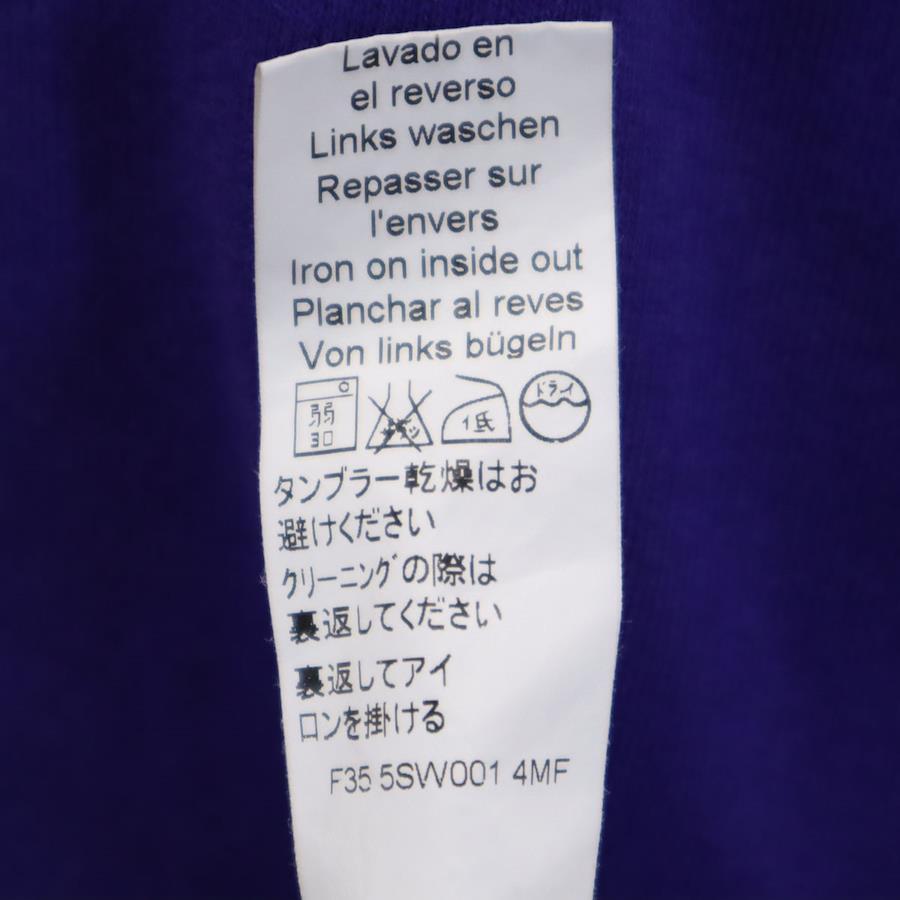 Lavado en
el reverso
Links waschen
Repasser sur
l'envers
Iron on inside out
Planchar al reves
Von links bügeln
弱
30
低
ドライ
タンブラー乾燥はお
避けください
クリーニングの際は
裏返してください
裏返してアイ
ロンを掛ける
F35 5SW001 4MF